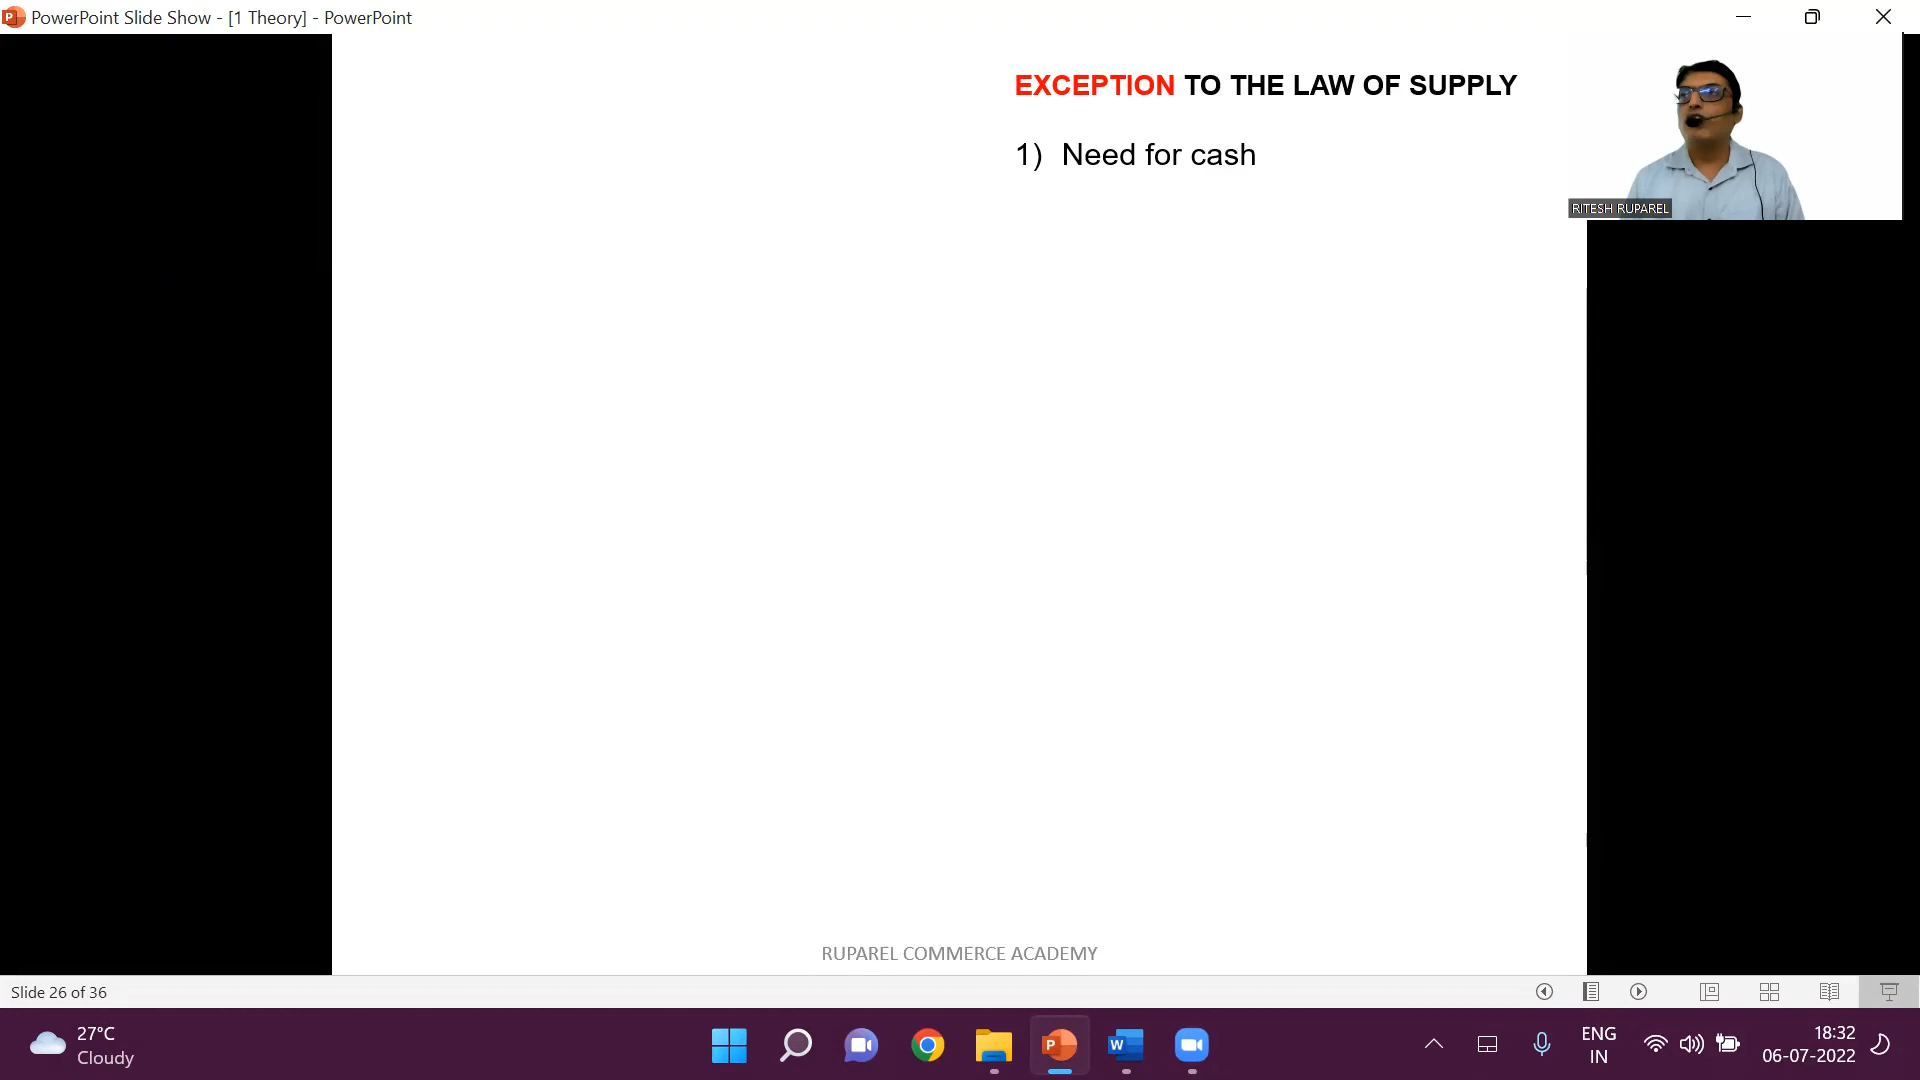 PowerPoint Slide Show - [1 Theory] - PowerPoint
EXCEPTION TO THE LAW OF SUPPLY
1) Need for cash
RITESH RUPAREL
RUPAREL COMMERCE ACADEMY
Slide 26 of 36
27°C
Cloudy
ENG
IN
18:32
06-07-2022